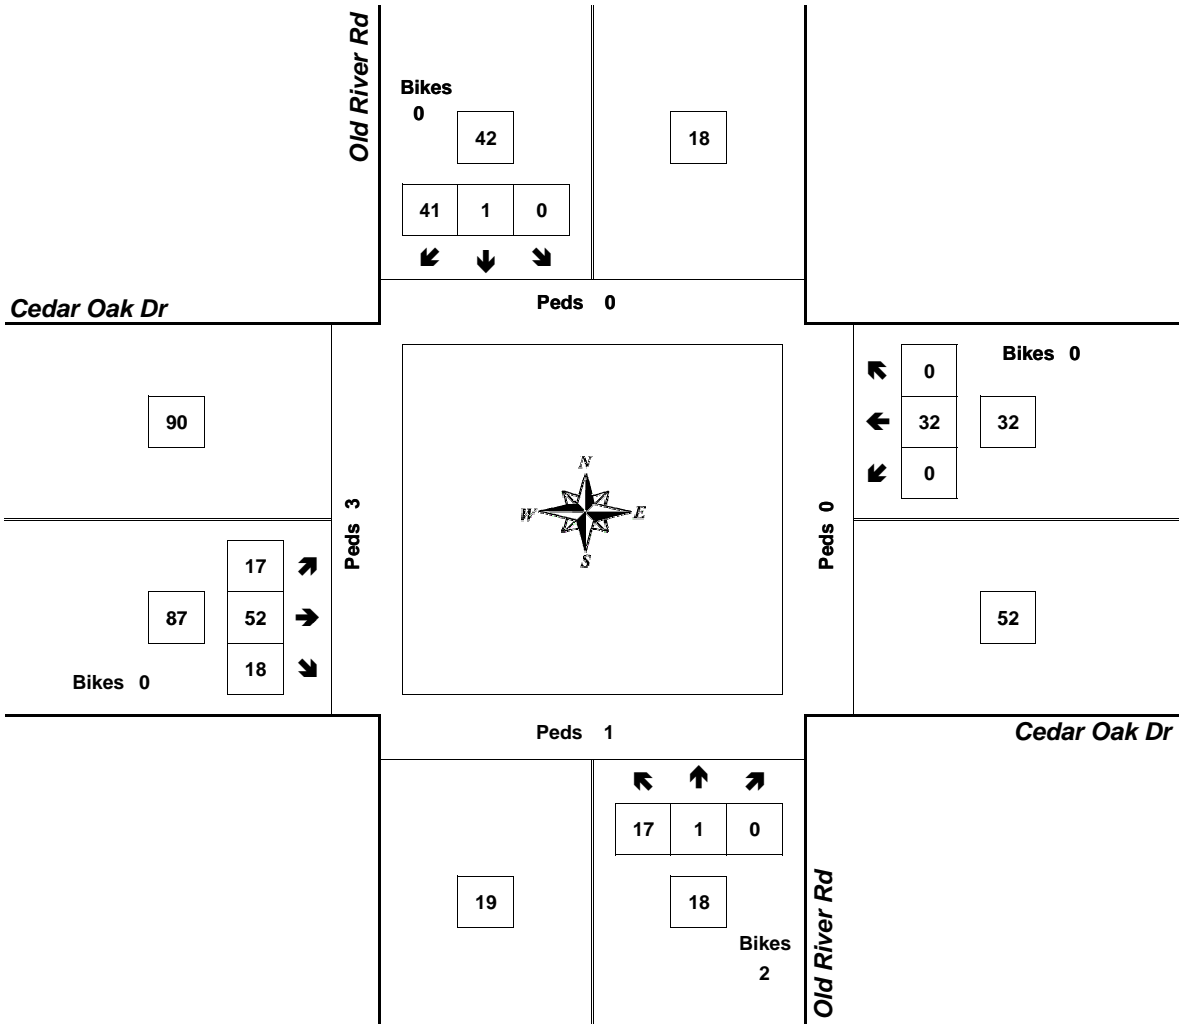 Old River Rd
Bikes
0
42
18
41 1 0
Cedar Oak Dr
Peds 0
Bikes 0
0
32 32
0
90
N
W E
S
Peds 3
Peds 0
17
87 52
18
Bikes 0
52
Peds 1
Cedar Oak Dr
17 1 0
19
18
Bikes
2
Old River Rd